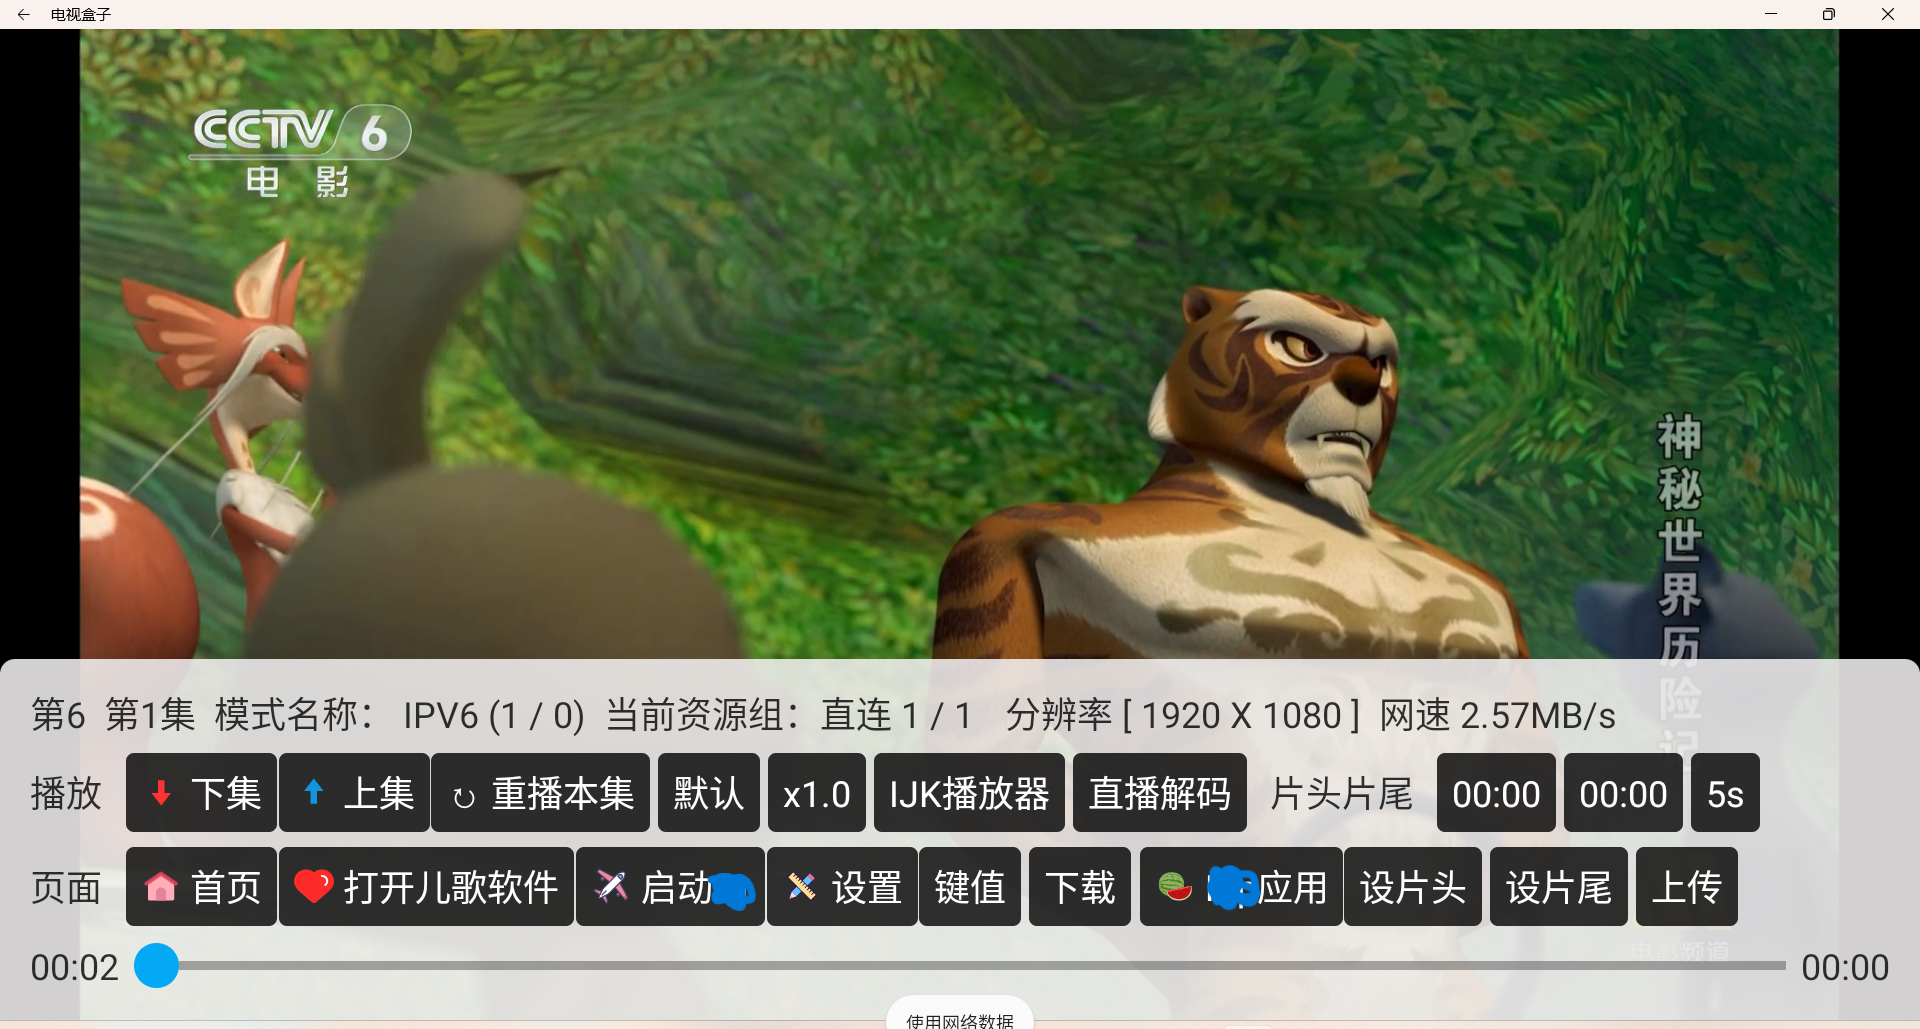 电视盒子
CCTV 6
电影
神秘世界历险记
第6 第1集 模式名称： IPV6 (1 / 0) 当前资源组：直连 1 / 1 分辨率 [ 1920 X 1080 ] 网速 2.57MB/s
播放 下集 上集 重播本集 默认 x1.0 IJK播放器 直播解码 片头片尾 00:00 00:00 5s
页面 首页 打开儿歌软件 启动 设置 键值 下载 应用 设片头 设片尾 上传
电影频道
00:02 00:00
使用网络数据